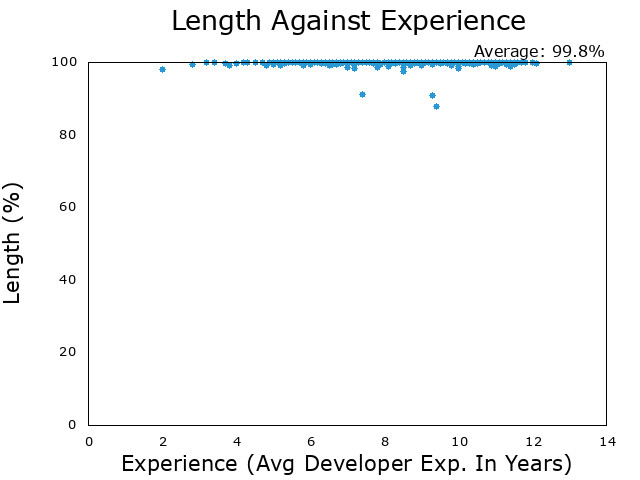 Length Against Experience
Average: 99.8%
100
80
60
40
20
0
Length (%)
0 2 4 6 8 10 12 14
Experience (Avg Developer Exp. In Years)